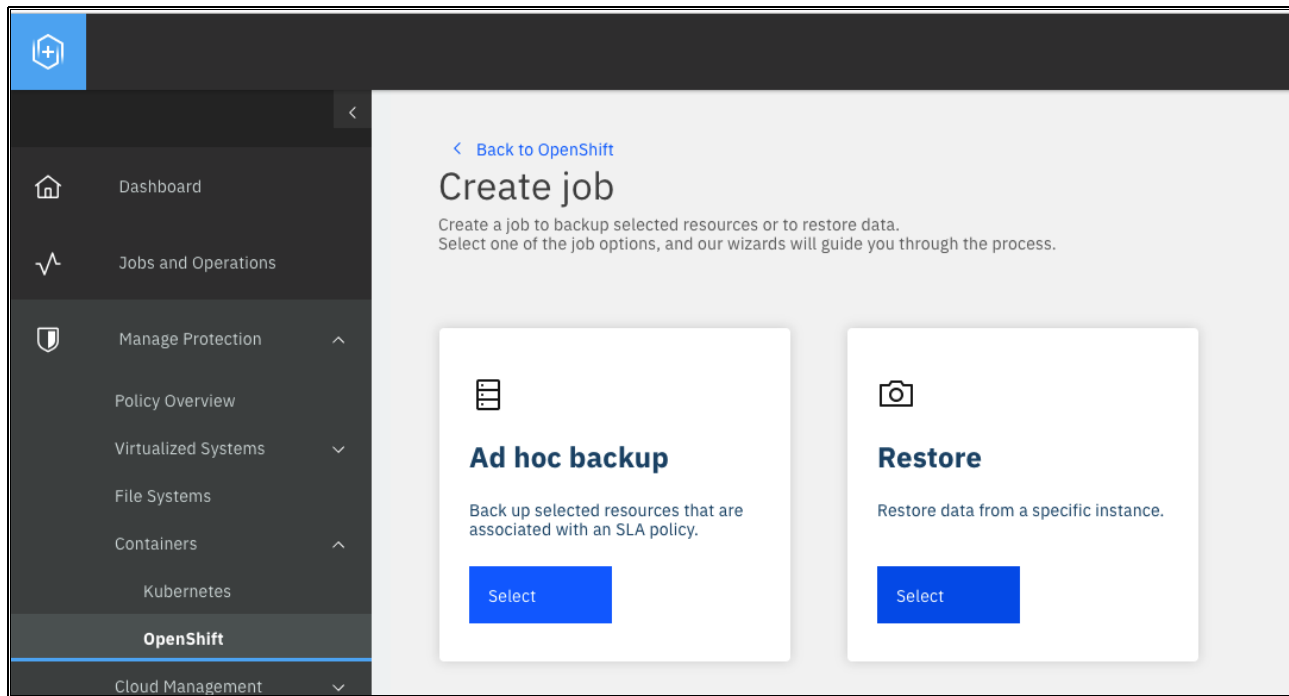 Dashboard
Jobs and Operations
Manage Protection
Policy Overview
Virtualized Systems
File Systems
Containers
Kubernetes
OpenShift
Cloud Management
Back to OpenShift
Create job
Create a job to backup selected resources or to restore data.
Select one of the job options, and our wizards will guide you through the process.
Ad hoc backup
Back up selected resources that are
associated with an SLA policy.
Select
Restore
Restore data from a specific instance.
Select